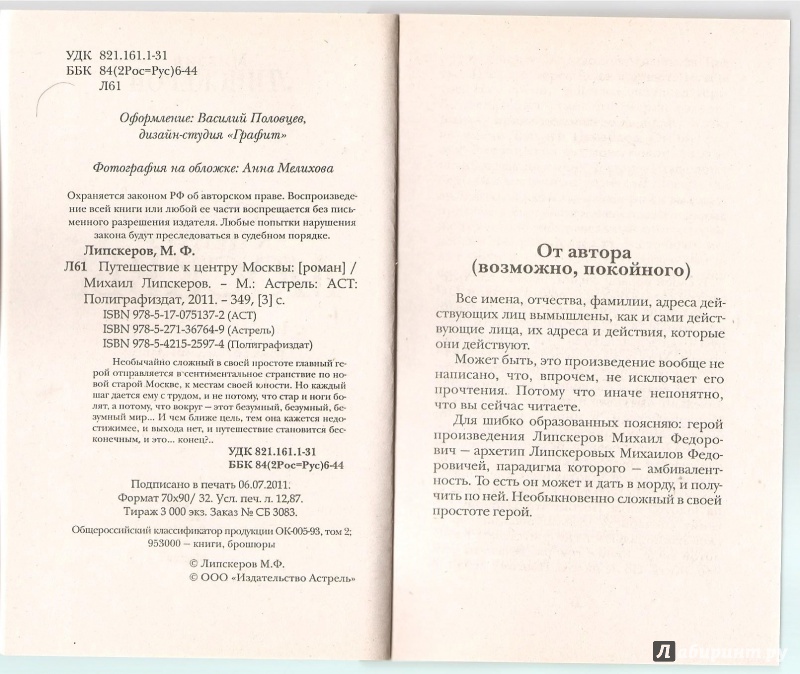 УДК 821.161.1-31
ББК 84(2Рос=Рус)6-44
Л61
Оформление: Василий Половцев,
дизайн-студия «Графит»
Фотография на обложке: Анна Мелихова
Охраняется законом РФ об авторском праве. Воспроизведе-
ние всей книги или любой ее части воспрещается без пись-
менного разрешения издателя. Любые попытки нарушения
закона будут преследоваться в судебном порядке.
Липскеров, М. Ф.
Л61 Путешествие к центру Москвы: [роман] /
Михаил Липскеров. – М.: Астрель: АСТ:
Полиграфиздат, 2011. – 349, [3] с.
ISBN 978-5-17-075137-2 (АСТ)
ISBN 978-5-271-36764-9 (Астрель)
ISBN 978-5-4215-2597-4 (Полиграфиздат)
Необычайно сложный в своей простоте главный ге-
рой отправляется в сентиментальное странствие по но-
вой старой Москве, к местам своей юности. Но каждый
шаг дается ему с трудом, и не потому, что стар и ноги бо-
лят, а потому, что вокруг – этот безумный, безумный, бе-
зумный мир... И чем ближе цель, тем она кажется недо-
стижимее, и выхода нет, и путешествие становится бес-
конечным, и это... конец?..
УДК 821.161.1-31
ББК 84(2Рос=Рус)6-44
Подписано в печать 06.07.2011.
Формат 70х90/ 32. Усл. печ. л. 12,87.
Тираж 3 000 экз. Заказ № СБ 3083.
Общероссийский классификатор продукции ОК-005-93, том 2;
953000 – книги, брошюры
© Липскеров М.Ф.
© ООО «Издательство Астрель»
От автора
(возможно, покойного)
Все имена, отчества, фамилии, адреса дей-
ствующих лиц вымышлены, как и сами действ-
ующие лица, их адреса и действия, которые
они действуют.
Может быть, это произведение вообще не
написано, что, впрочем, не исключает его
прочтения. Потому что иначе непонятно,
что вы сейчас читаете.
Для шибко образованных поясняю: герой
произведения Липскеров Михаил Федоро-
вич – архетип Липскеровых Михаилов Федо-
ровичей, парадигма которого – амбивалент-
ность. То есть он может и дать в морду, и полу-
чить по ней. Необыкновенно сложный в своей
простоте герой.
Лабиринт.ру